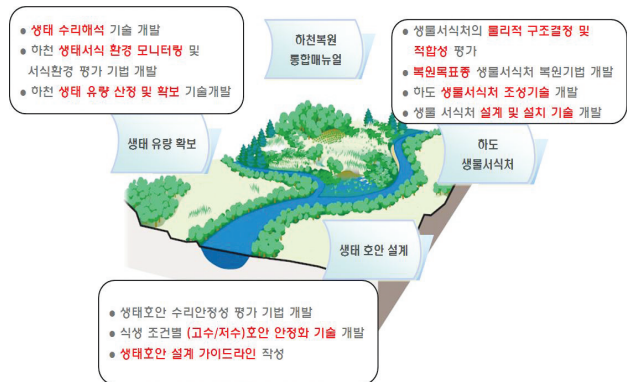 ● 생태 수리해석 기술 개발
● 하천 생태서식 환경 모니터링 및
서식환경 평가 기법 개발
● 하천 생태 유량 산정 및 확보 기술개발
하천복원
통합매뉴얼
● 생물서식처의 물리적 구조결정 및
적합성 평가
● 복원목표종 생물서식처 복원기법 개발
● 하도 생물서식처 조성기술 개발
● 생물 서식처 설계 및 설치 기술 개발
생태 유량 확보
하도
생물서식처
생태 호안 설계
● 생태호안 수리안정성 평가 기법 개발
● 식생 조건별 (고수/저수)호안 안정화 기술 개발
● 생태호안 설계 가이드라인 작성